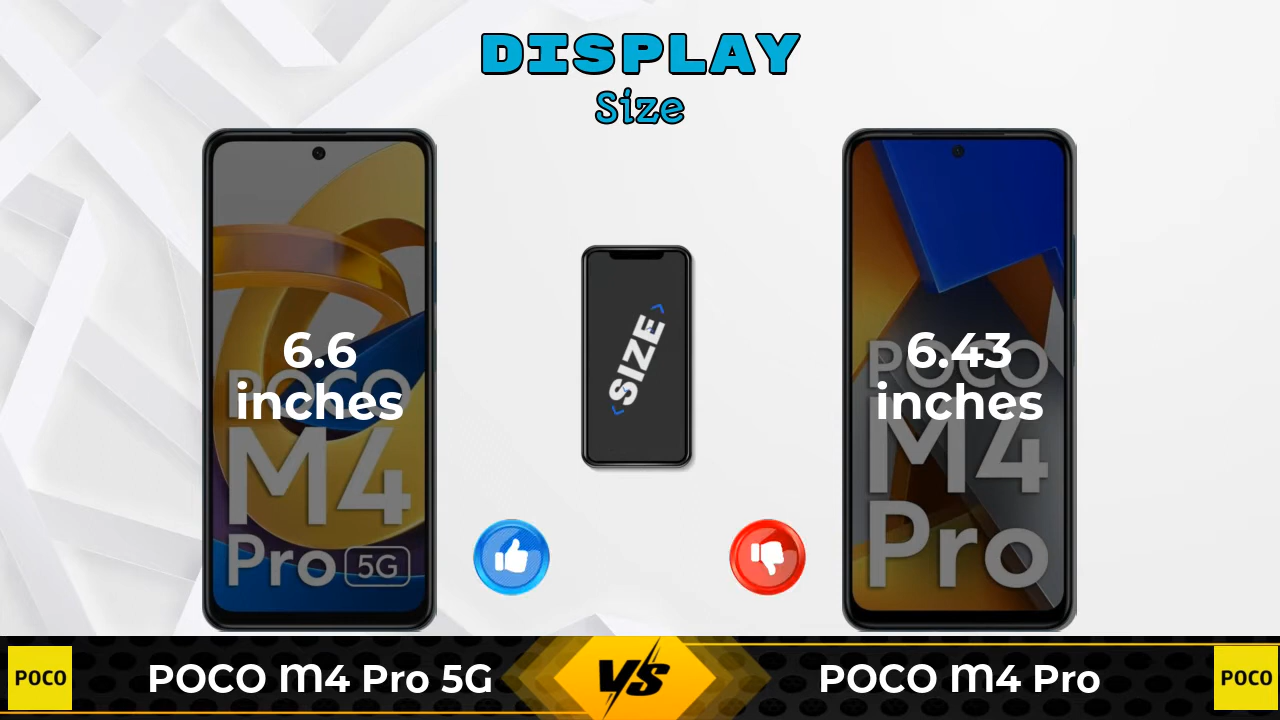 DISPLAY
Size
6.6
inches
POCO
M4
Pro 5G
SIZE
6.43
inches
POCO
M4
Pro
POCO
POCO M4 Pro 5G
VS
POCO M4 Pro
POCO